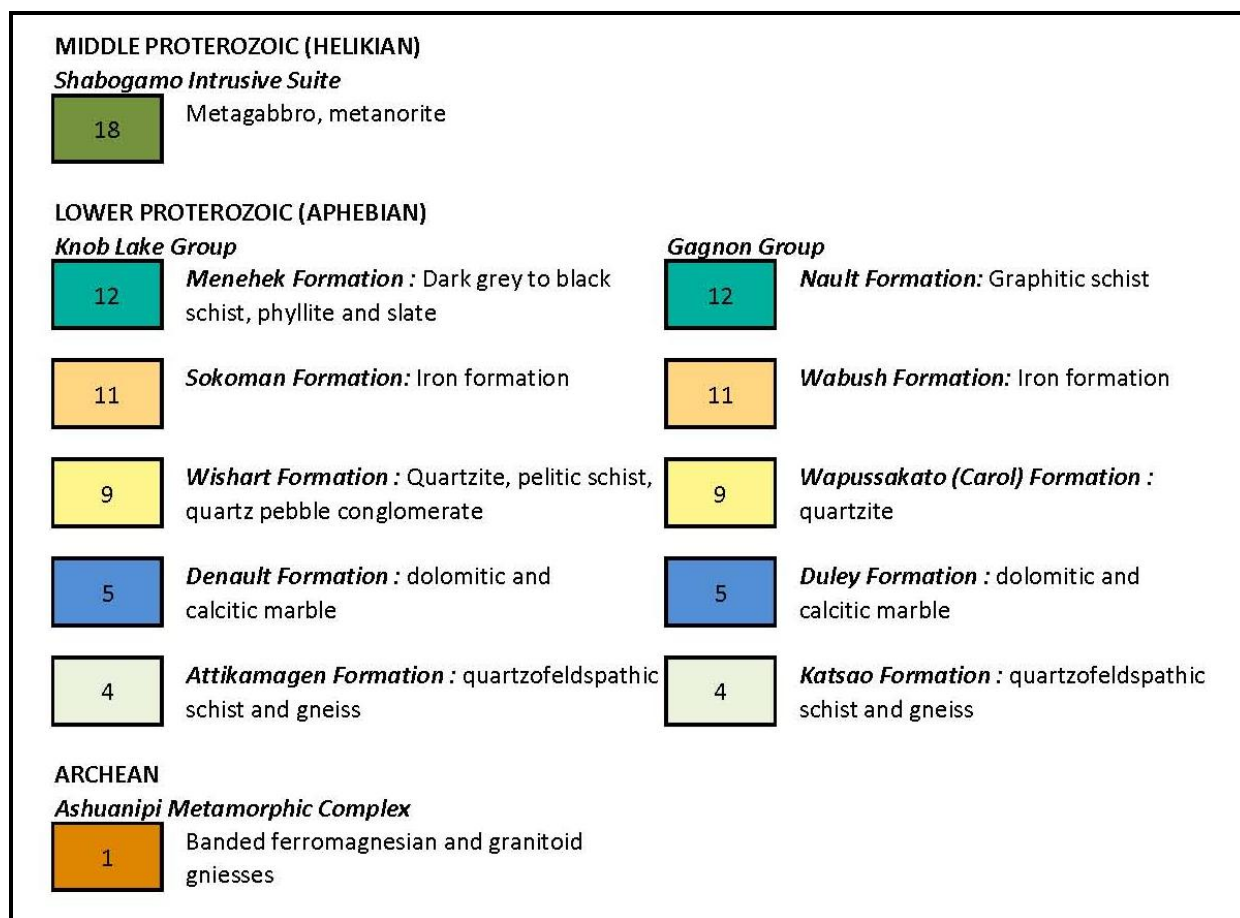 MIDDLE PROTEROZOIC (HELIKIAN)
Shabogamo Intrusive Suite
18
Metagabbro, metanorite
LOWER PROTEROZOIC (APHEBIAN)
Knob Lake Group
12
Menehek Formation : Dark grey to black
schist, phyllite and slate
11
Sokoman Formation: Iron formation
9
Wishart Formation : Quartzite, pelitic schist,
quartz pebble conglomerate
5
Denault Formation : dolomitic and
calcitic marble
4
Attikamagen Formation : quartzofeldspathic
schist and gneiss
Gagnon Group
12
Nault Formation: Graphitic schist
11
Wabush Formation: Iron formation
9
Wapussakato (Carol) Formation :
quartzite
5
Duley Formation : dolomitic and
calcitic marble
4
Katsao Formation : quartzofeldspathic
schist and gneiss
ARCHEAN
Ashuanipi Metamorphic Complex
1
Banded ferromagnesian and granitoid
gniesses